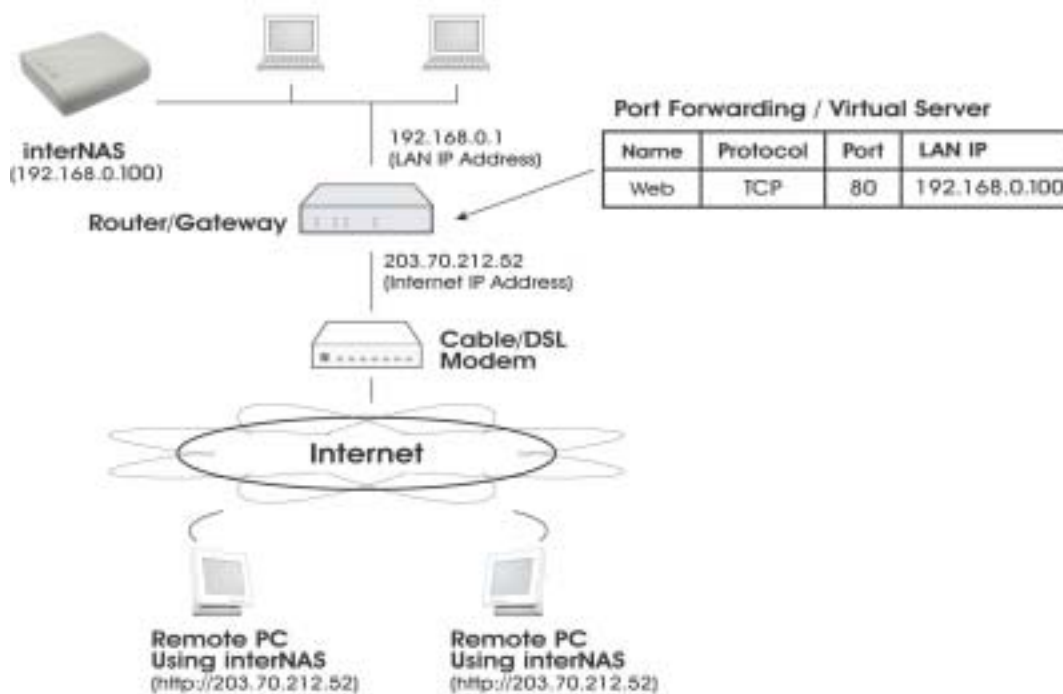 interNAS
(192.168.0.100)
192.168.0.1
(LAN IP Address)
Router/Gateway
Port Forwarding / Virtual Server
Name Protocol Port LAN IP
Web TCP 80 192.168.0.100
203.70.212.52
(Internet IP Address)
Cable/DSL
Modem
Internet
Remote PC
Using interNAS
(http://203.70.212.52)
Remote PC
Using interNAS
(http://203.70.212.52)